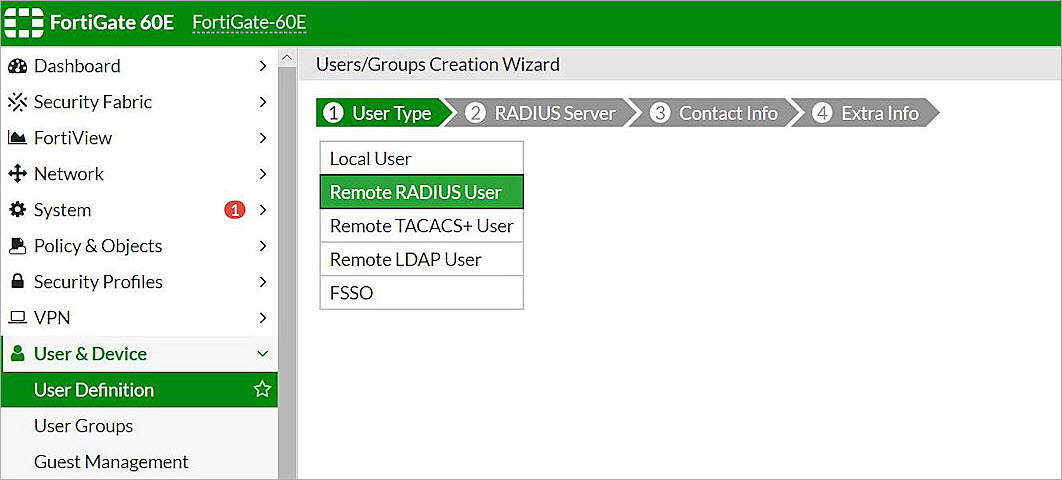 FortiGate 60E FortiGate-60E
Dashboard
Security Fabric
FortiView
Network
System 1
Policy & Objects
Security Profiles
VPN
User & Device
User Definition
User Groups
Guest Management
Users/Groups Creation Wizard
1 User Type 2 RADIUS Server 3 Contact Info 4 Extra Info
Local User
Remote RADIUS User
Remote TACACS+ User
Remote LDAP User
FSSO